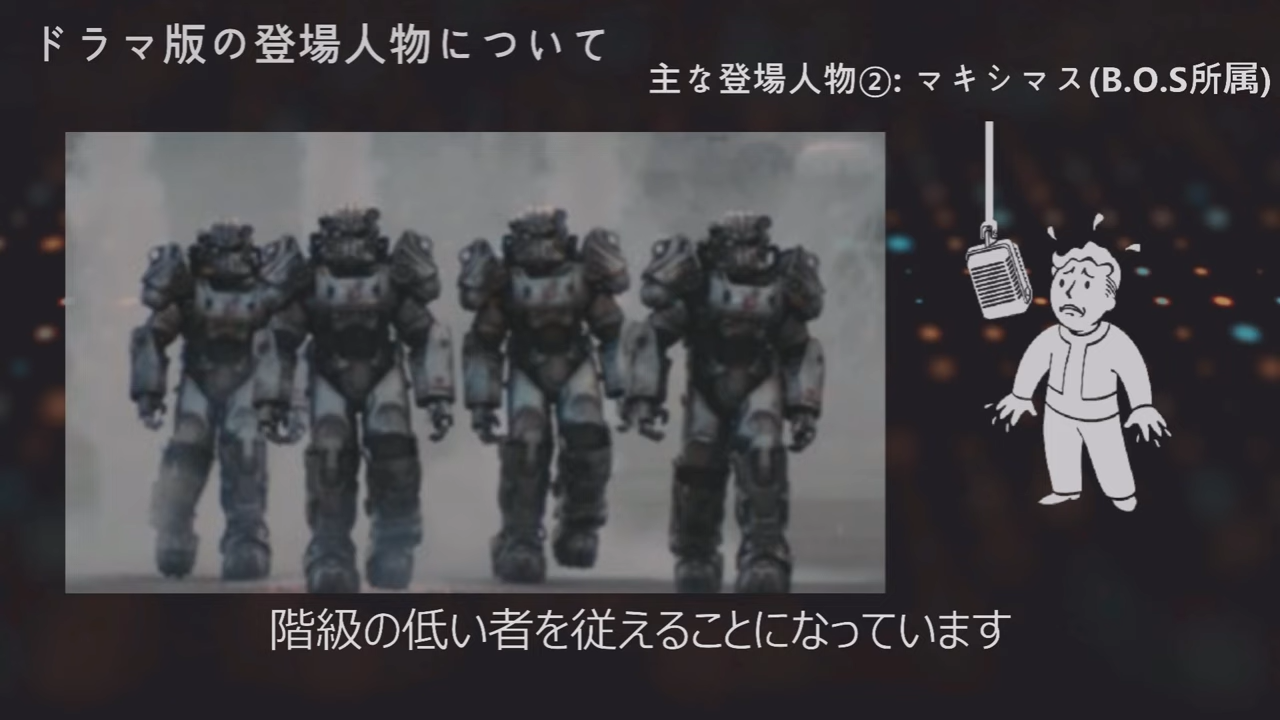 ドラマ版の登場人物について
主な登場人物②: マキシマス(B.O.S所属)
階級の低い者を従えることになっています